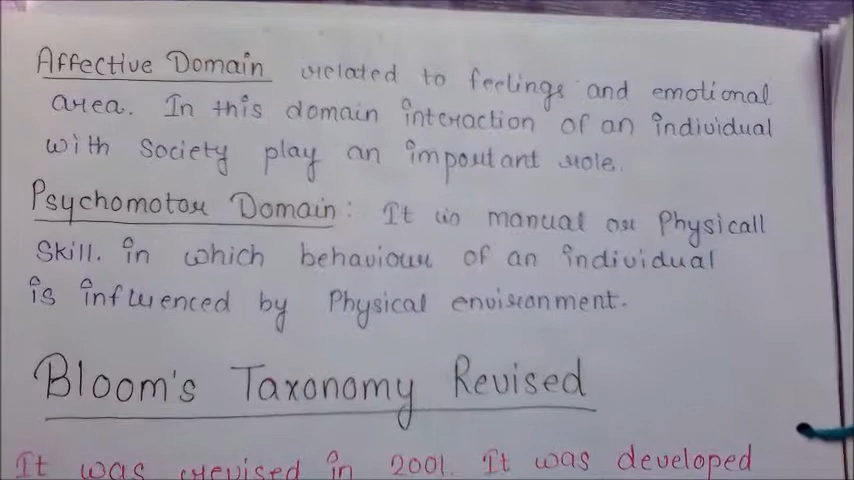 Affective Domain related to feelings and emotional
area. In this domain interaction of an individual
with Society play an important role.
Psychomotor Domain: It is manual or Physicall
Skill. in which behaviour of an individual
is influenced by Physical environment.
Bloom's Taxonomy Revised
It was revised in 2001. It was developed